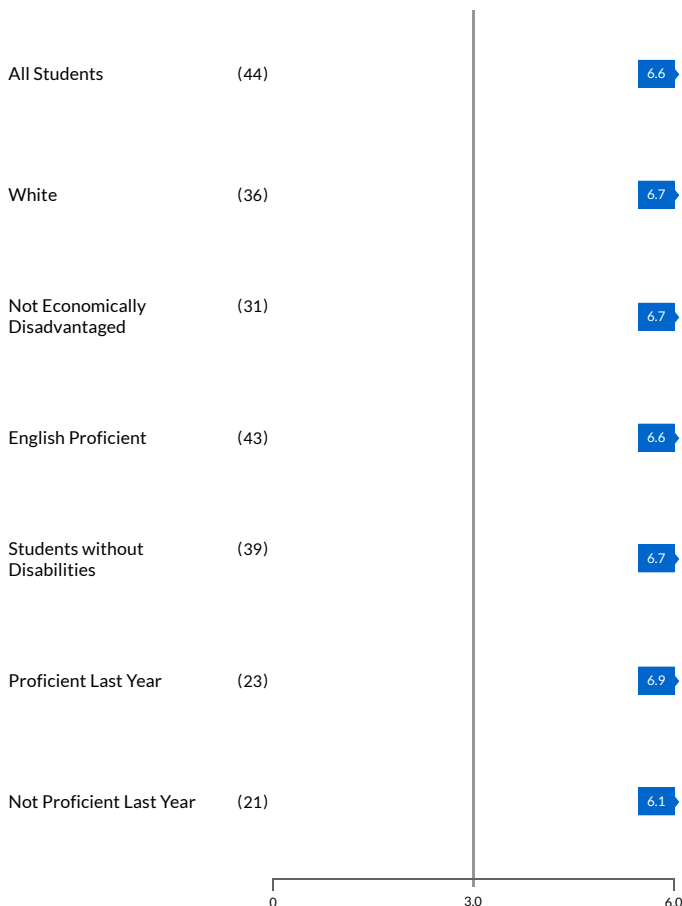 All Students (44) 6.6
White (36) 6.7
Not Economically (31)
Disadvantaged
6.7
English Proficient (43) 6.6
Students without (39)
Disabilities
6.7
Proficient Last Year (23) 6.9
Not Proficient Last Year (21) 6.1
0 3.0 6.0